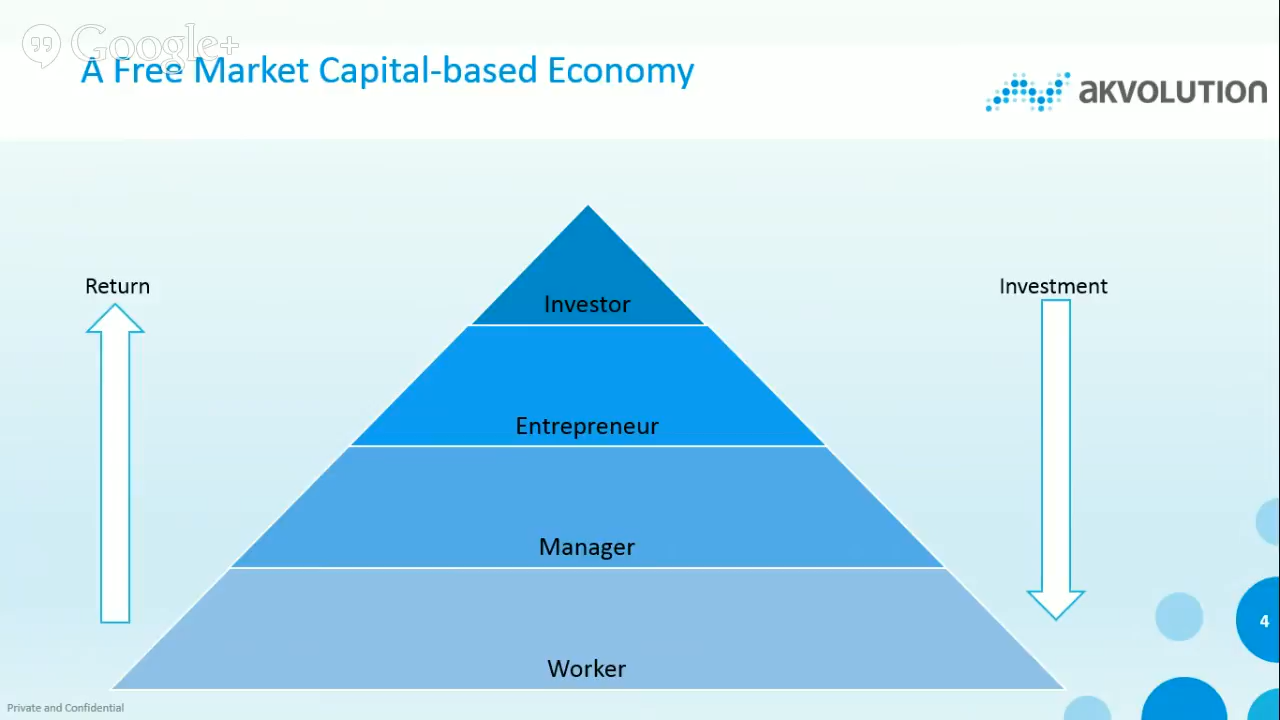 Google+
A Free Market Capital-based Economy
aKVOLUTION
Return
Investment
Investor
Entrepreneur
Manager
Worker
4
Private and Confidential